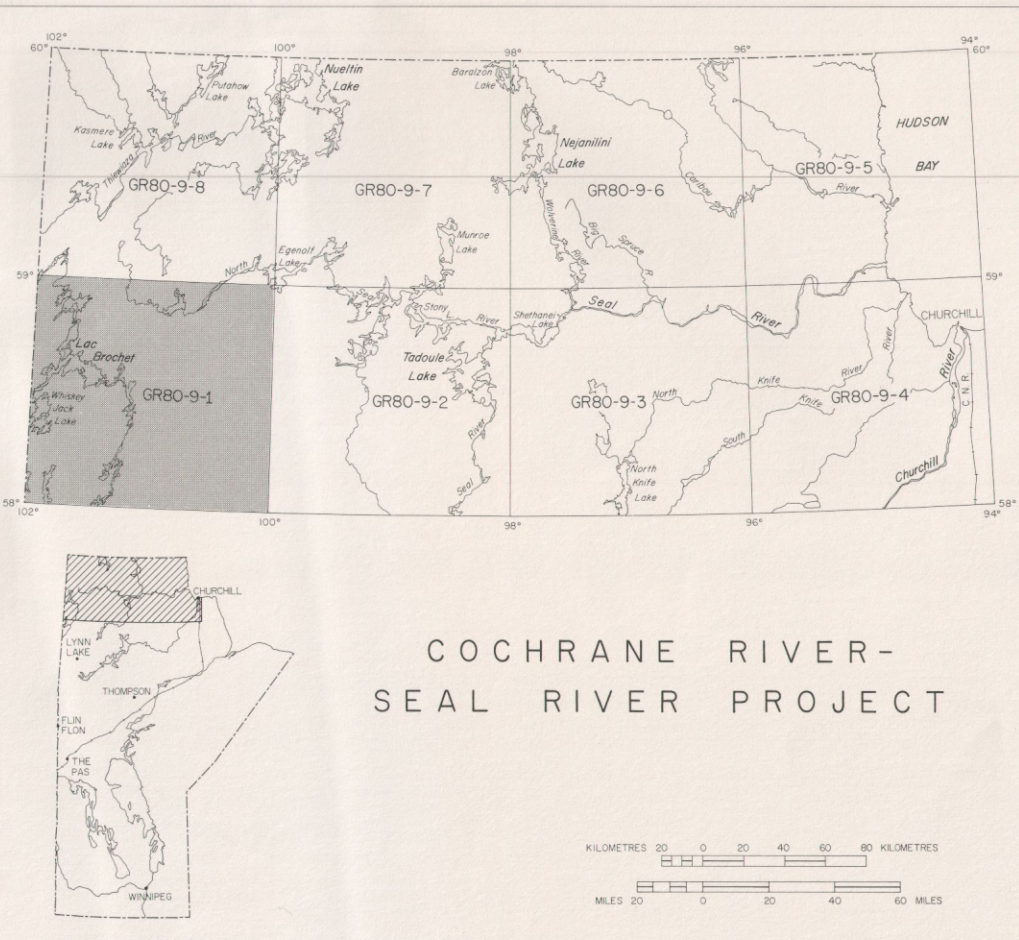 102°
100°
98°
96°
94°
60°
60°
Nueltin
Lake
Baralzon
Lake
Putahow
Lake
Kasmere
Lake
River
Thlewiaza
HUDSON
BAY
Nejanilini
Lake
GR80-9-8
GR80-9-7
GR80-9-6
GR80-9-5
Caribou
River
Wolverine
River
Big
Spruce
R.
Munroe
Lake
Egenolf
Lake
North
59°
59°
Seal
Stony
L.
River
Shethanei
Lake
Seal
River
CHURCHILL
Lac
Brochet
Tadoule
Lake
River
River
River
Knife
North
Knife
South
GR80-9-1
GR80-9-2
GR80-9-3
GR80-9-4
C.N.R.
Whiskey
Jack
Lake
River
Seal
North
Knife
Lake
Churchill
58°
58°
102°
100°
98°
96°
94°
CHURCHILL
LYNN
LAKE
THOMPSON
FLIN
FLON
THE
PAS
WINNIPEG
COCHRANE RIVER-
SEAL RIVER PROJECT
KILOMETRES 20 0 20 40 60 80 KILOMETRES
MILES 20 0 20 40 60 MILES